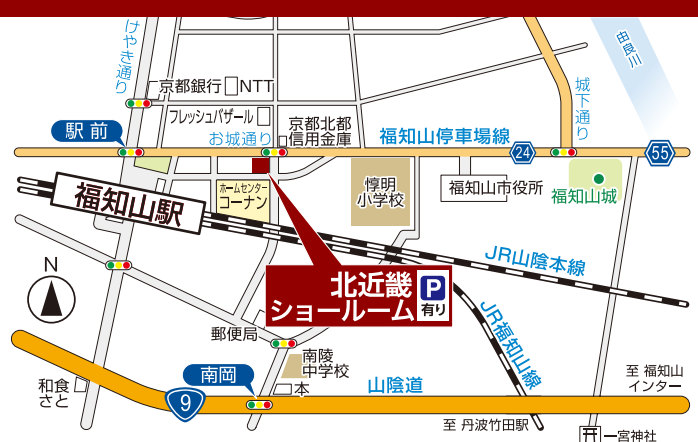 けやき通り
由良川
京都銀行
NTT
城下通り
フレッシュバザール
京都北都
信用金庫
お城通り
駅前
福知山停車場線
24
55
ホームセンター
コーナン
惇明
小学校
福知山市役所
福知山城
福知山駅
JR山陰本線
N
北近畿
ショールーム
P
有り
JR福知山線
郵便局
南陵
中学校
南岡
本
山陰道
至 福知山
インター
和食
さと
9
至 丹波竹田駅
一宮神社